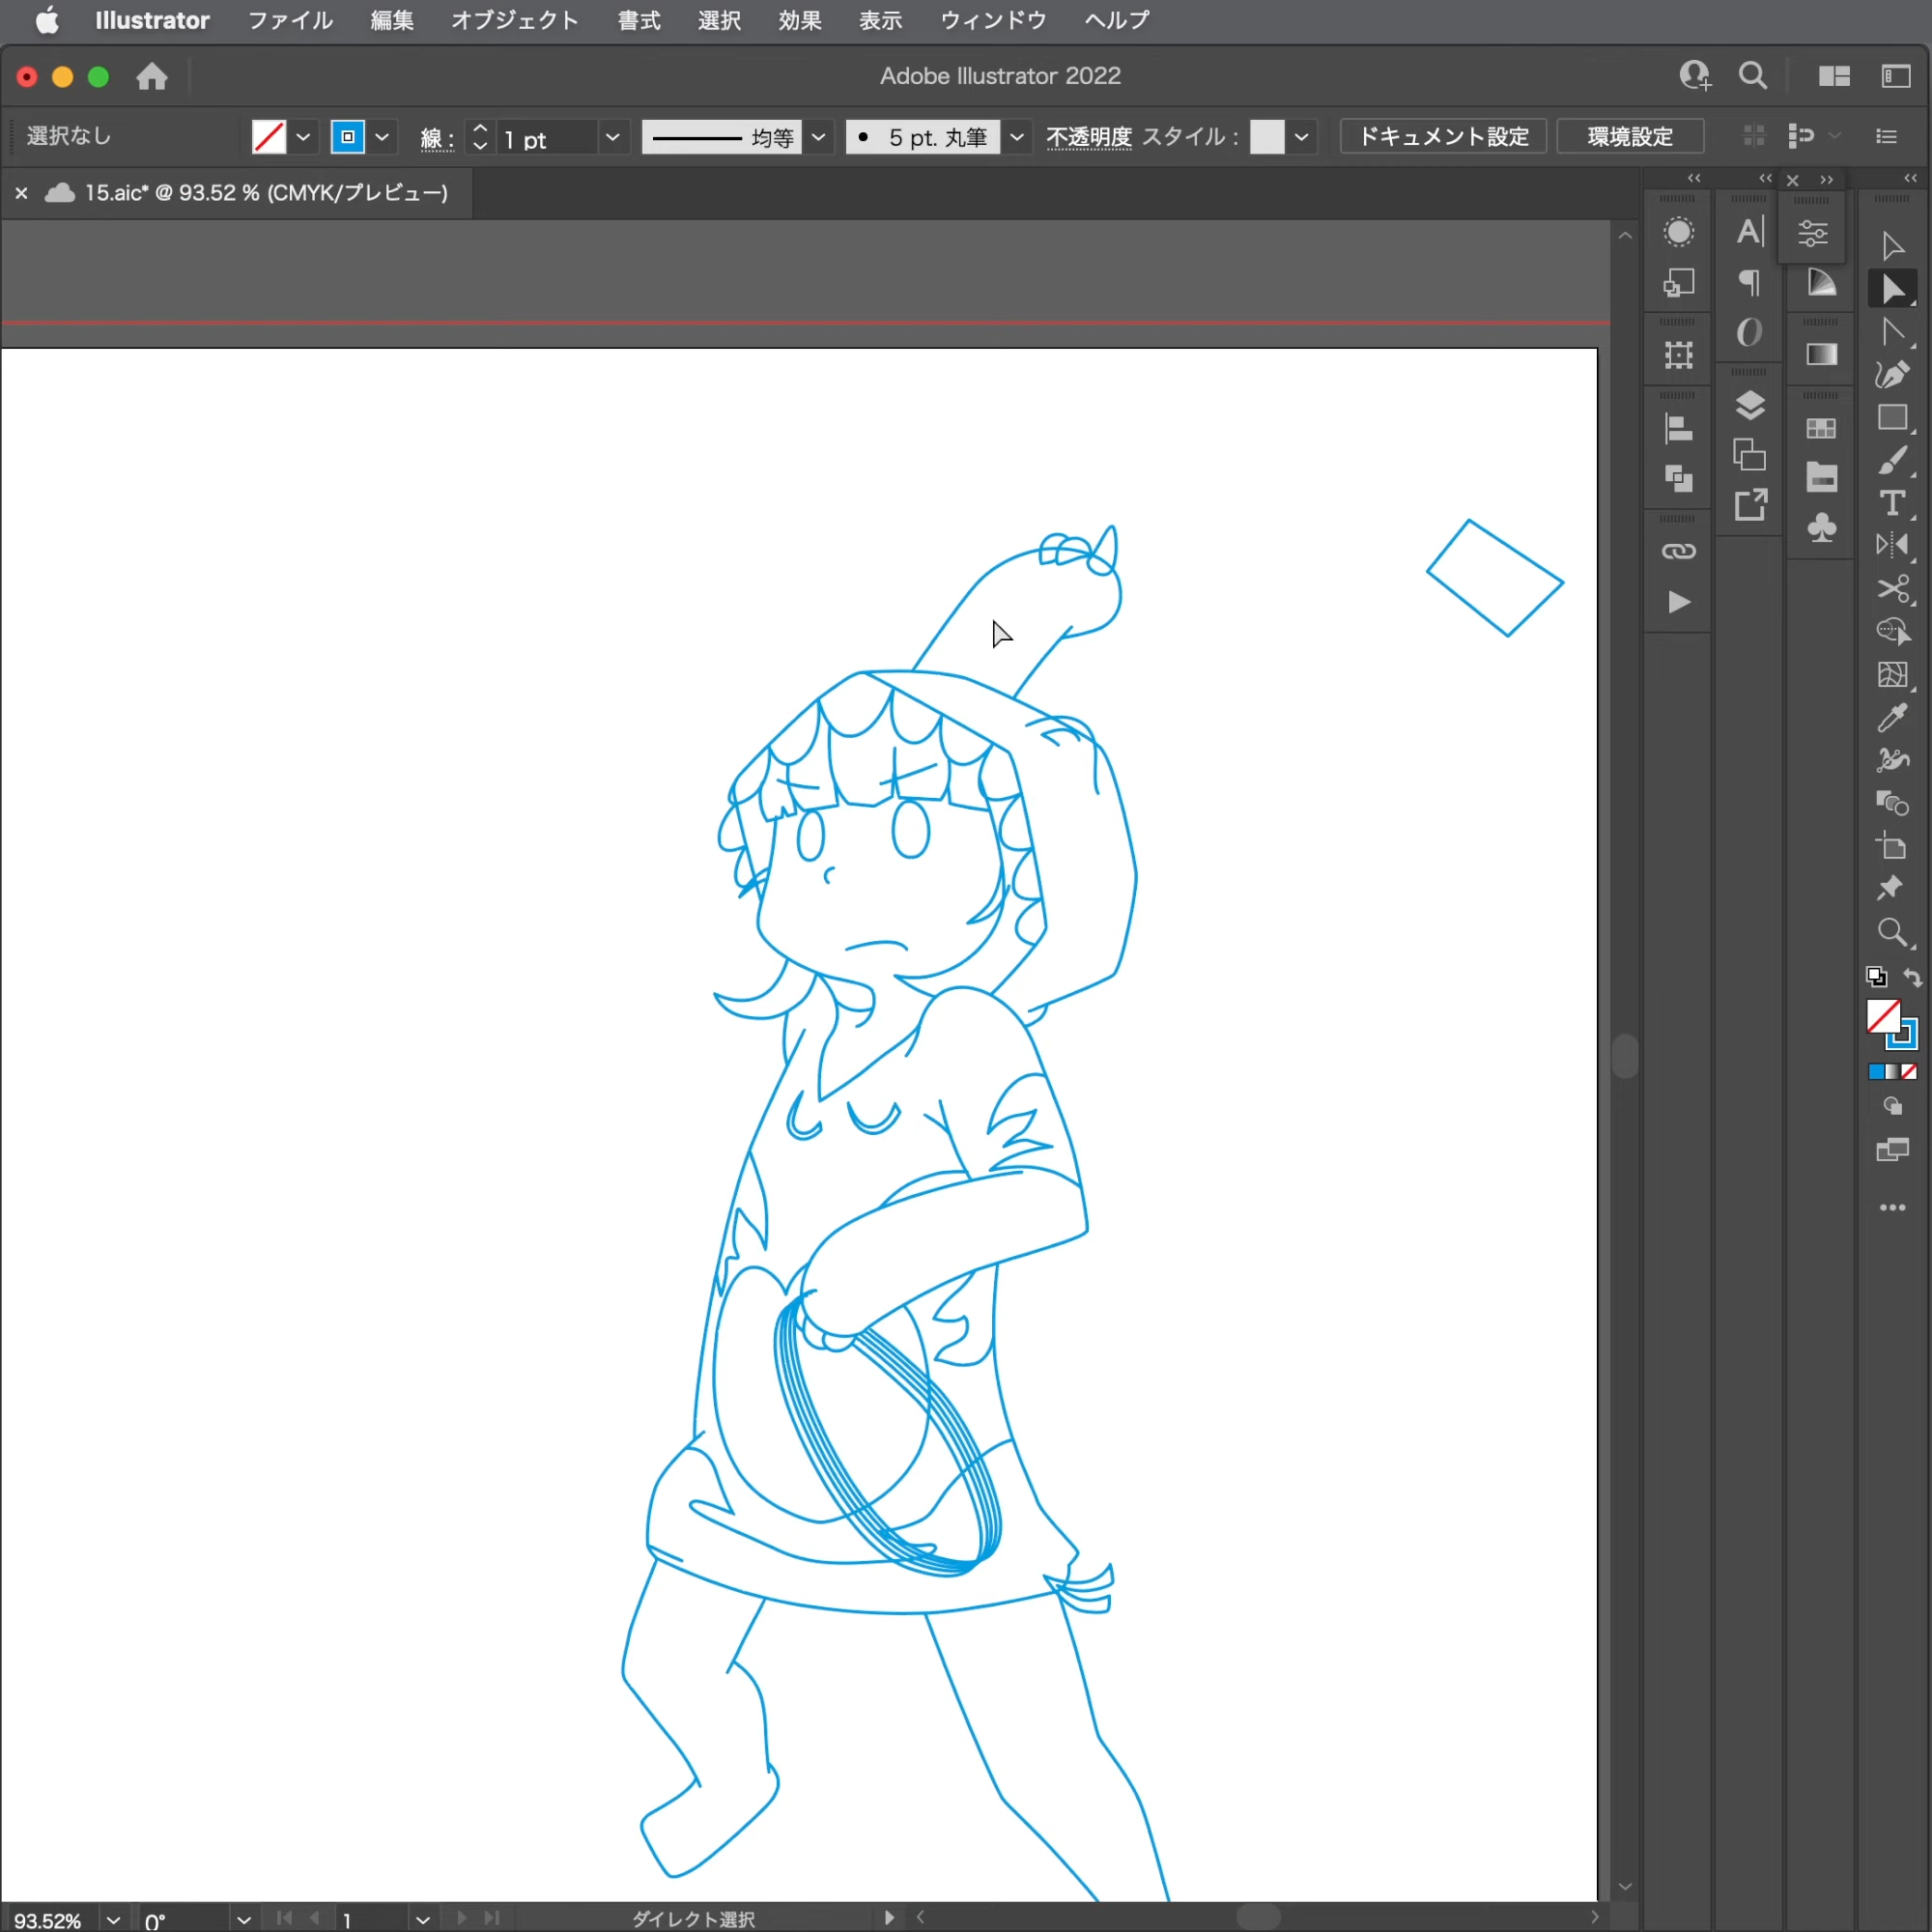 Illustrator ファイル 編集 オブジェクト 書式 選択 効果 表示 ウィンドウ ヘルプ
Adobe Illustrator 2022
選択なし 線 : 1 pt 均等 5 pt. 丸筆 不透明度 スタイル : ドキュメント設定 環境設定
15.aic* @ 93.52 % (CMYK/プレビュー)
93.52% 0° 1 ダイレクト選択